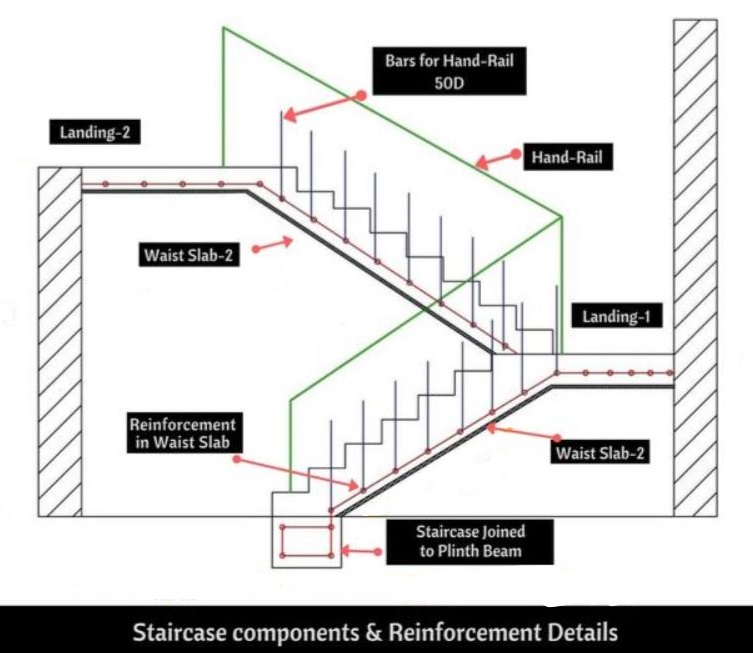 Bars for Hand-Rail
50D
Landing-2
Hand-Rail
Waist Slab-2
Landing-1
Reinforcement
in Waist Slab
Waist Slab-2
Staircase Joined
to Plinth Beam
Staircase components & Reinforcement Details